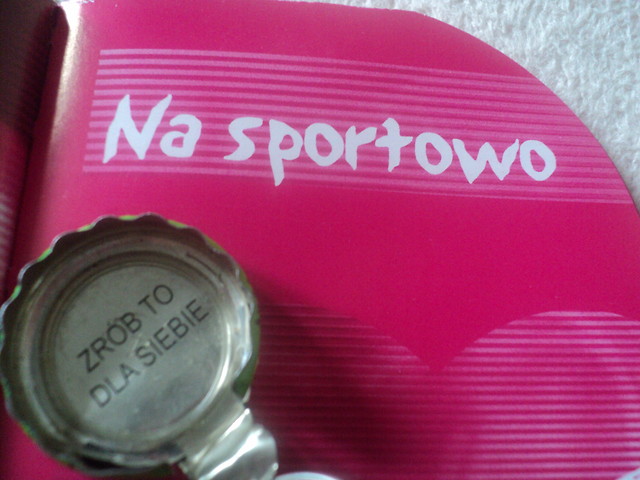 Na sportowo
ZRÓB TO
DLA SIEBIE